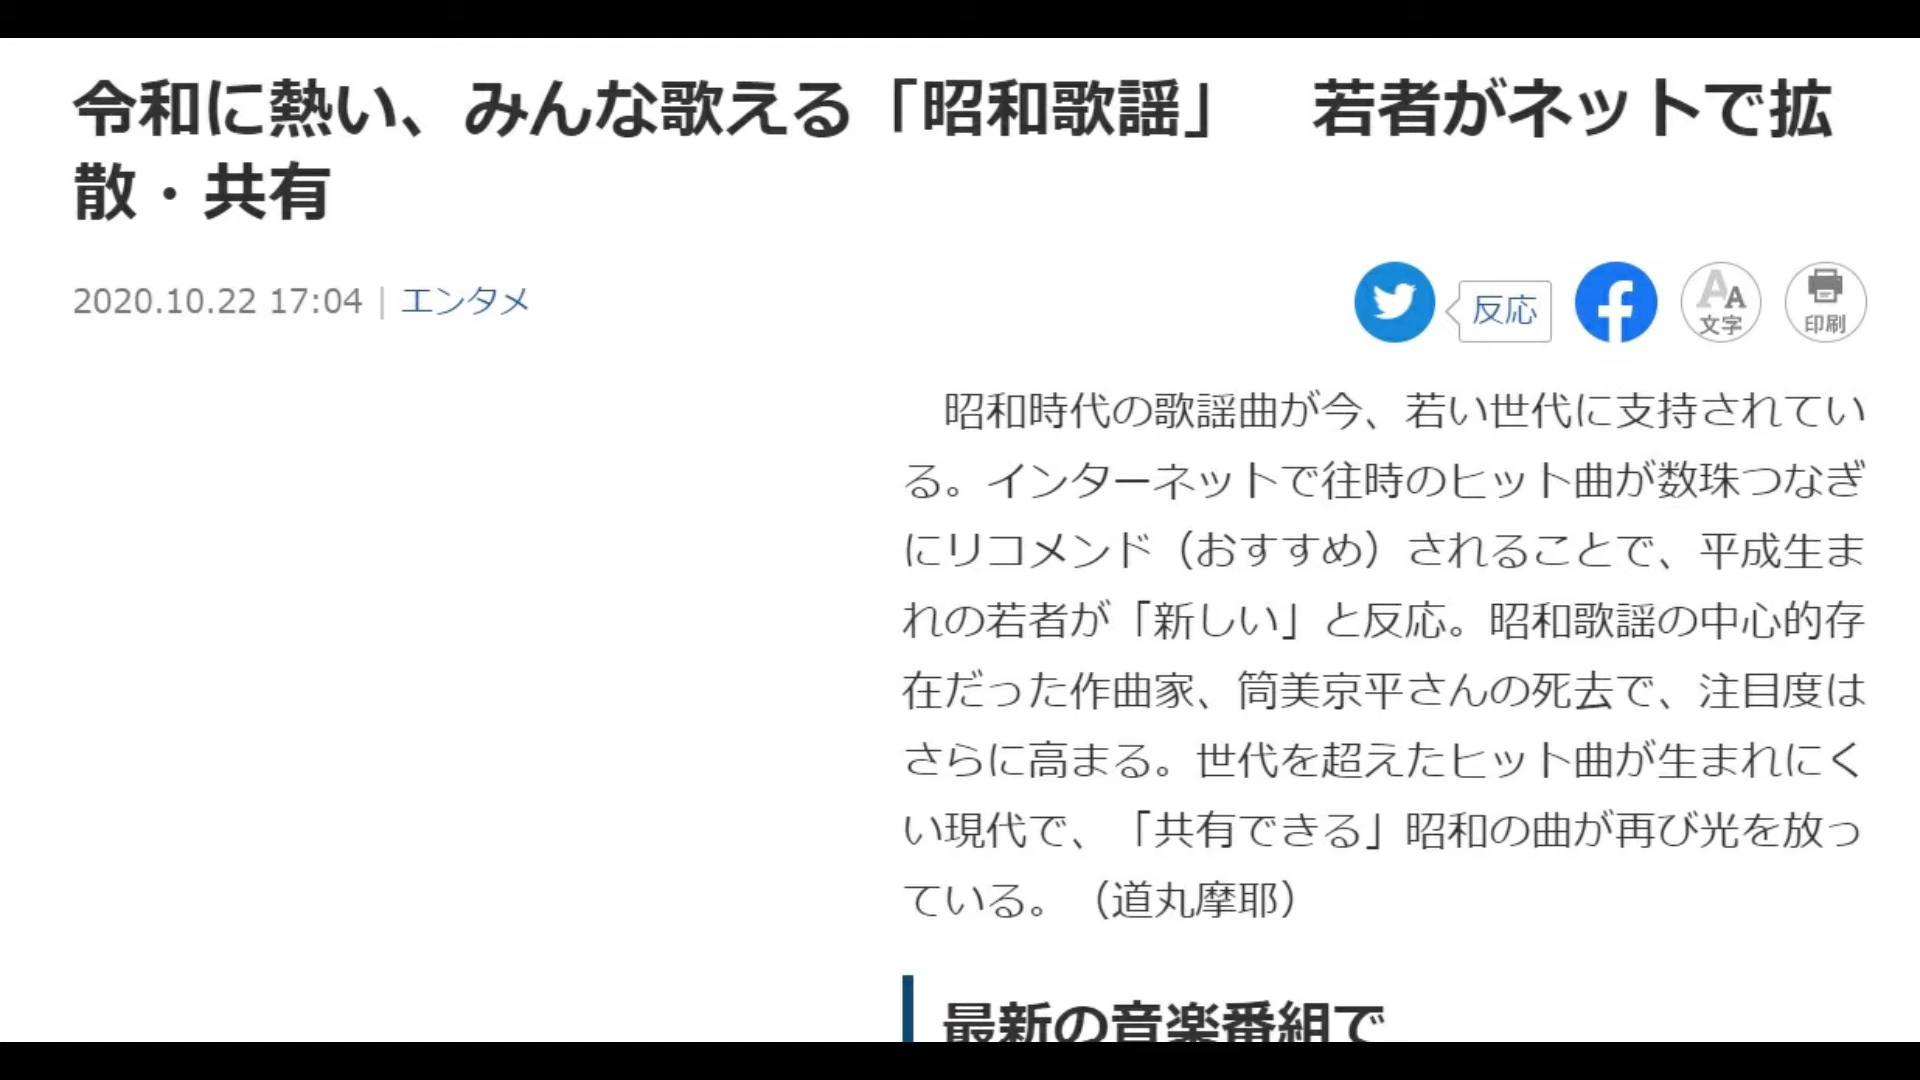 令和に熱い、みんな歌える「昭和歌謡」　若者がネットで拡
散・共有
2020.10.22 17:04 | エンタメ
反応
文字
印刷
昭和時代の歌謡曲が今、若い世代に支持されてい
る。インターネットで往時のヒット曲が数珠つなぎ
にリコメンド（おすすめ）されることで、平成生ま
れの若者が「新しい」と反応。昭和歌謡の中心的存
在だった作曲家、筒美京平さんの死去で、注目度は
さらに高まる。世代を超えたヒット曲が生まれにく
い現代で、「共有できる」昭和の曲が再び光を放っ
ている。（道丸摩耶）
最新の音楽番組で